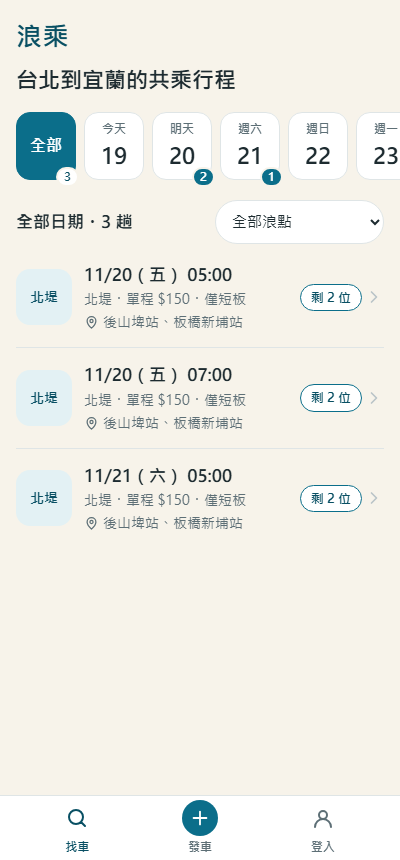 浪乘
台北到宜蘭的共乘行程
全部 今天 明天 週六 週日 週一
19 20 21 22 23
3 2 1
全部日期・3 趟 全部浪點
北堤
11/20（五）05:00
北堤・單程 $150・僅短板
後山埤站、板橋新埔站
剩 2 位
北堤
11/20（五）07:00
北堤・單程 $150・僅短板
後山埤站、板橋新埔站
剩 2 位
北堤
11/21（六）05:00
北堤・單程 $150・僅短板
後山埤站、板橋新埔站
剩 2 位
找車 發車 登入